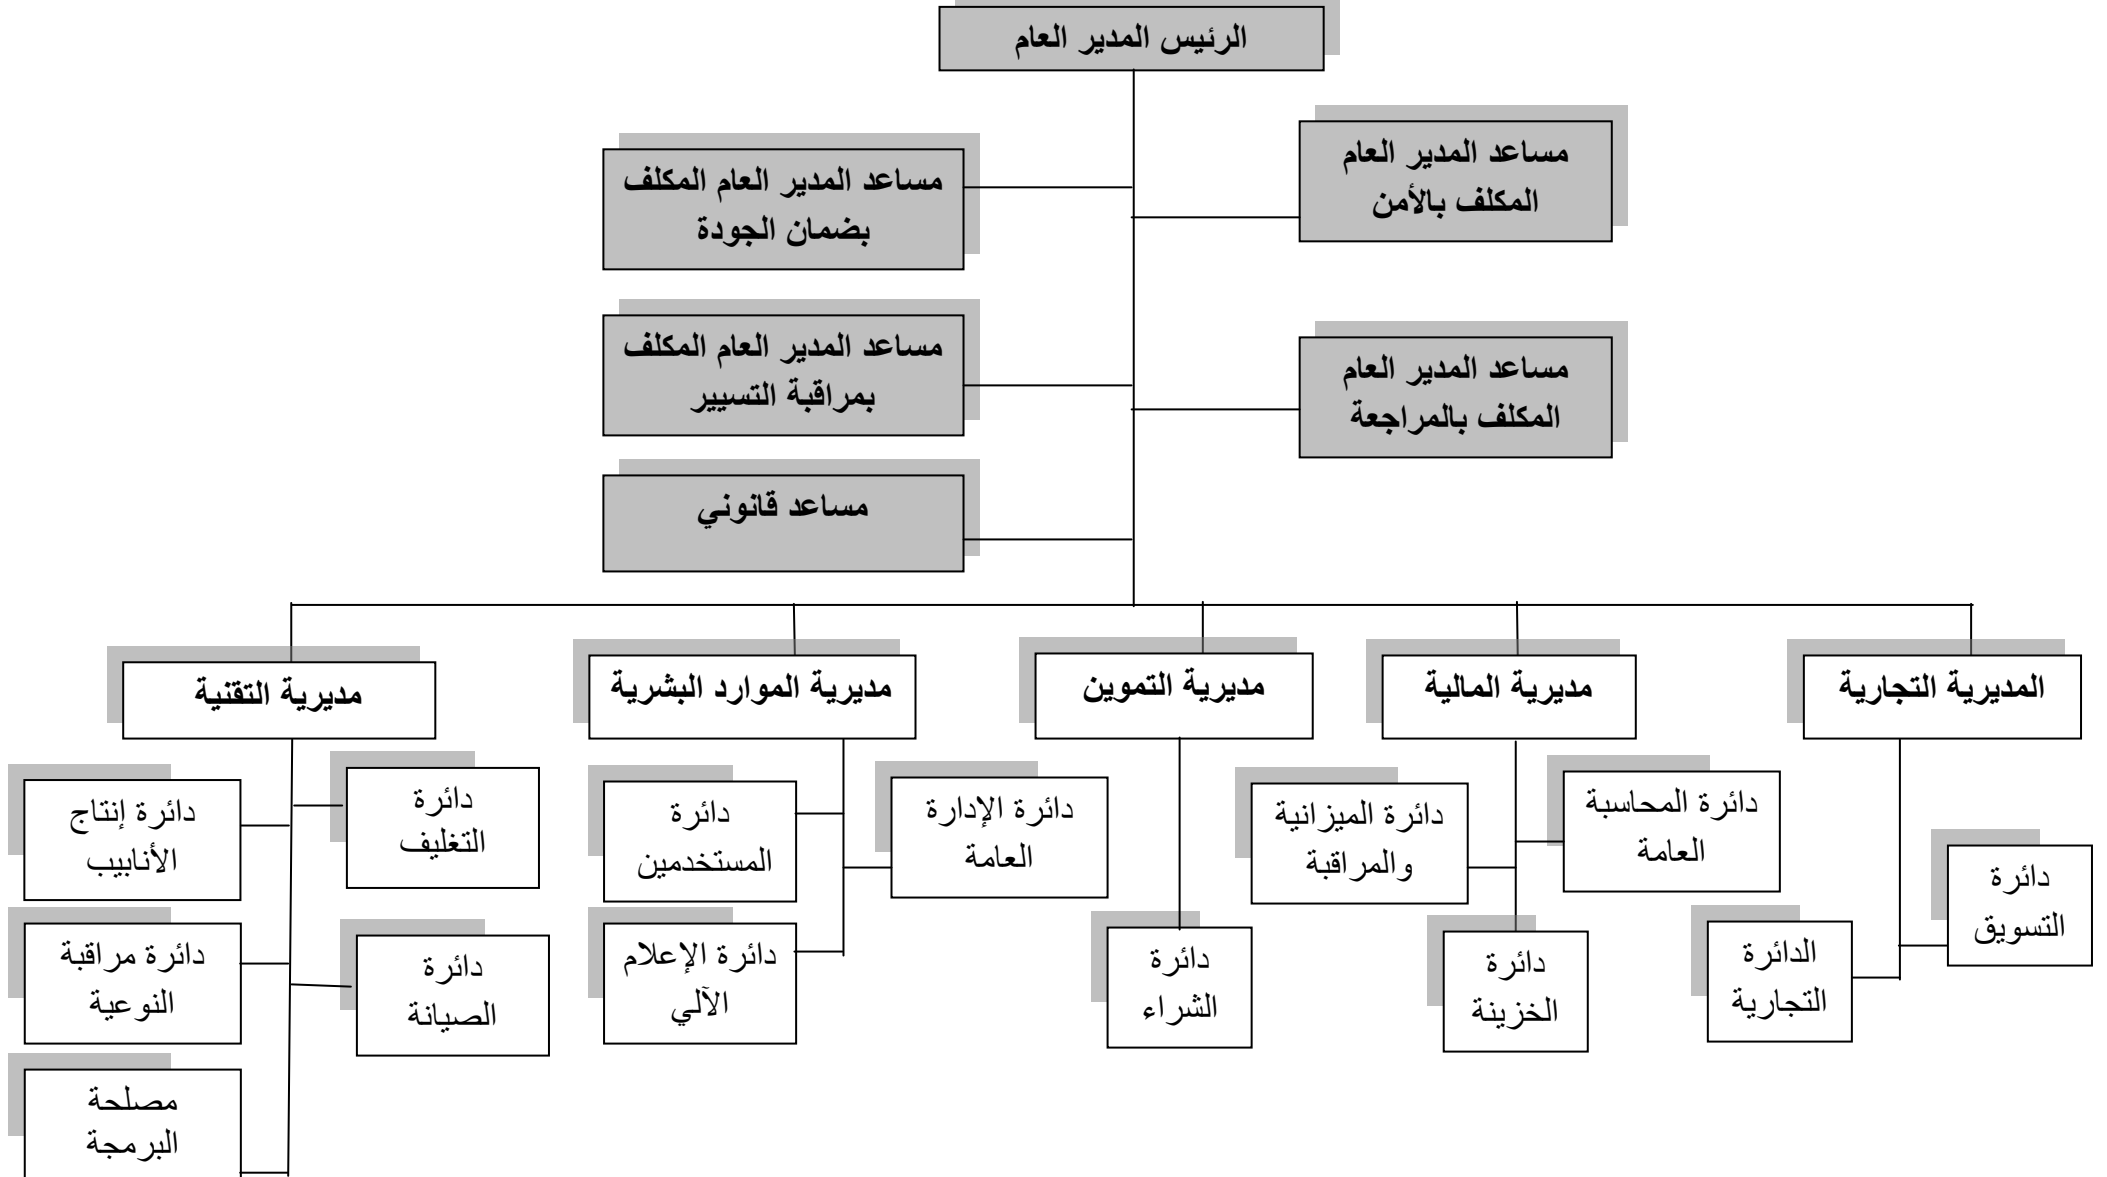 الرئيس المدير العام
مساعد المدير العام
المكلف بالأمن
مساعد المدير العام المكلف
بضمان الجودة
مساعد المدير العام
المكلف بالمراجعة
مساعد المدير العام المكلف
بمراقبة التسيير
مساعد قانوني
المديرية التجارية
مديرية المالية
مديرية التموين
مديرية الموارد البشرية
مديرية التقنية
دائرة
التسويق
الدائرة
التجارية
دائرة المحاسبة
العامة
دائرة الميزانية
والمراقبة
دائرة
الخزينة
دائرة
الشراء
دائرة الإدارة
العامة
دائرة
المستخدمين
دائرة الإعلام
الآلي
دائرة
التغليف
دائرة إنتاج
الأنابيب
دائرة
الصيانة
دائرة مراقبة
النوعية
مصلحة
البرمجة